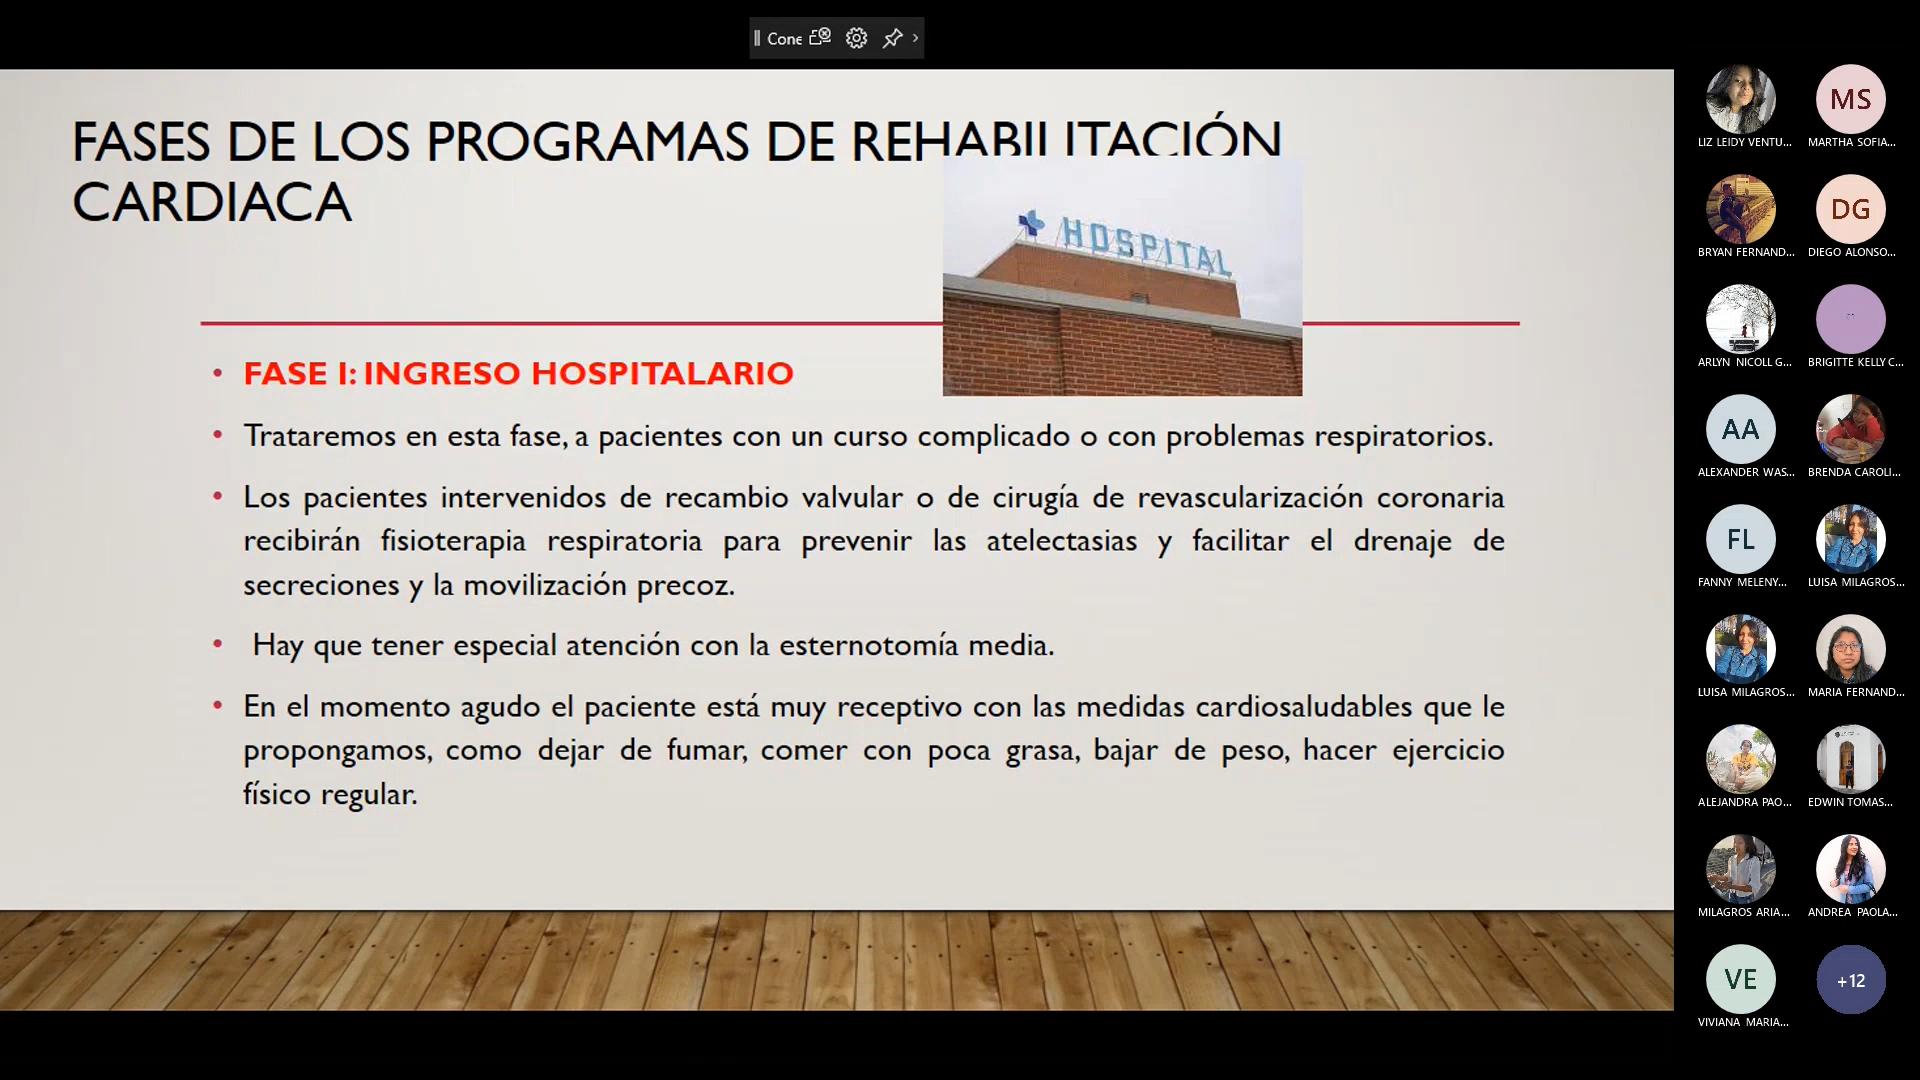 Cone
FASES DE LOS PROGRAMAS DE REHABILITACIÓN
CARDIACA
HOSPITAL
• FASE I: INGRESO HOSPITALARIO
• Trataremos en esta fase, a pacientes con un curso complicado o con problemas respiratorios.
• Los pacientes intervenidos de recambio valvular o de cirugía de revascularización coronaria
recibirán fisioterapia respiratoria para prevenir las atelectasias y facilitar el drenaje de
secreciones y la movilización precoz.
• Hay que tener especial atención con la esternotomía media.
• En el momento agudo el paciente está muy receptivo con las medidas cardiosaludables que le
propongamos, como dejar de fumar, comer con poca grasa, bajar de peso, hacer ejercicio
físico regular.
LIZ LEIDY VENTU...
MS
MARTHA SOFIA...
BRYAN FERNAND...
DG
DIEGO ALONSO...
ARLYN NICOLL G...
BRIGITTE KELLY C...
AA
ALEXANDER WAS...
BRENDA CAROLI...
FL
FANNY MELENY...
LUISA MILAGROS...
LUISA MILAGROS...
MARIA FERNAND...
ALEJANDRA PAO...
EDWIN TOMAS...
MILAGROS ARIA...
ANDREA PAOLA...
VE
VIVIANA MARIA...
+12